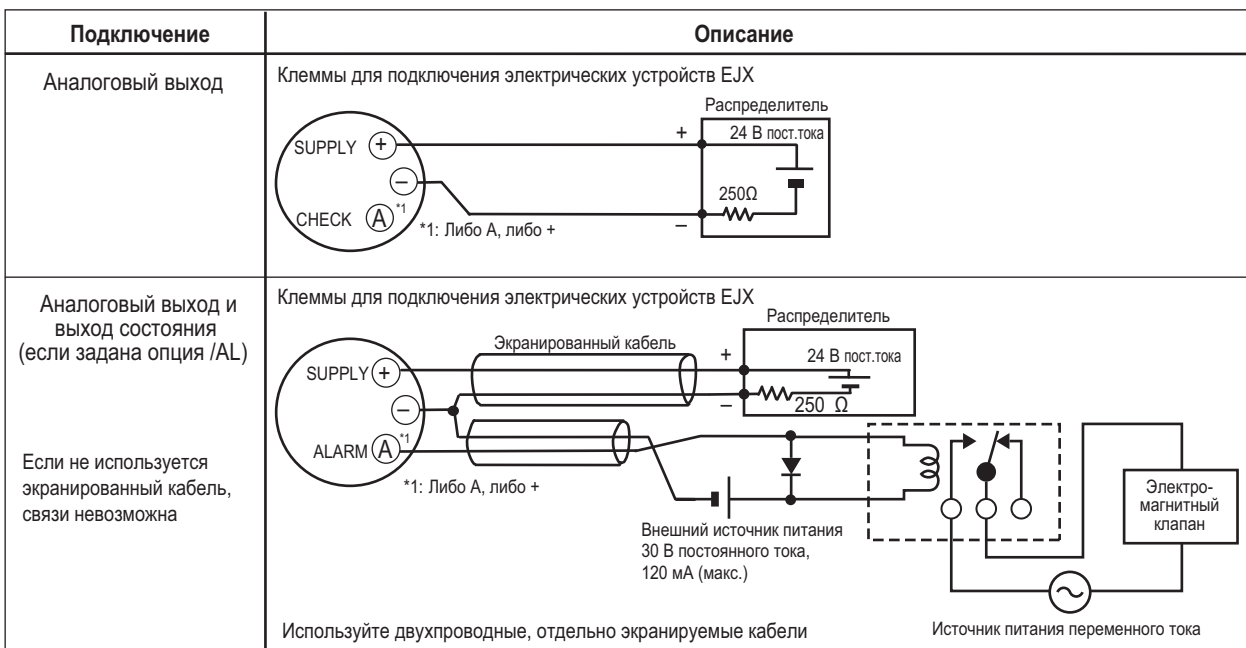 Подключение
Описание
Аналоговый выход
Клеммы для подключения электрических устройств EJX
Распределитель
+
24 В пост.тока
SUPPLY +
–
250Ω
CHECK A *1
*1: Либо A, либо +
–
Аналоговый выход и
выход состояния
(если задана опция /AL)
Если не используется
экранированный кабель,
связи невозможна
Клеммы для подключения электрических устройств EJX
Распределитель
Экранированный кабель
+
24 В пост.тока
SUPPLY +
–
–
250 Ω
ALARM A *1
*1: Либо A, либо +
Внешний источник питания
30 В постоянного тока,
120 мА (макс.)
Электро-
магнитный
клапан
Источник питания переменного тока
Используйте двухпроводные, отдельно экранируемые кабели